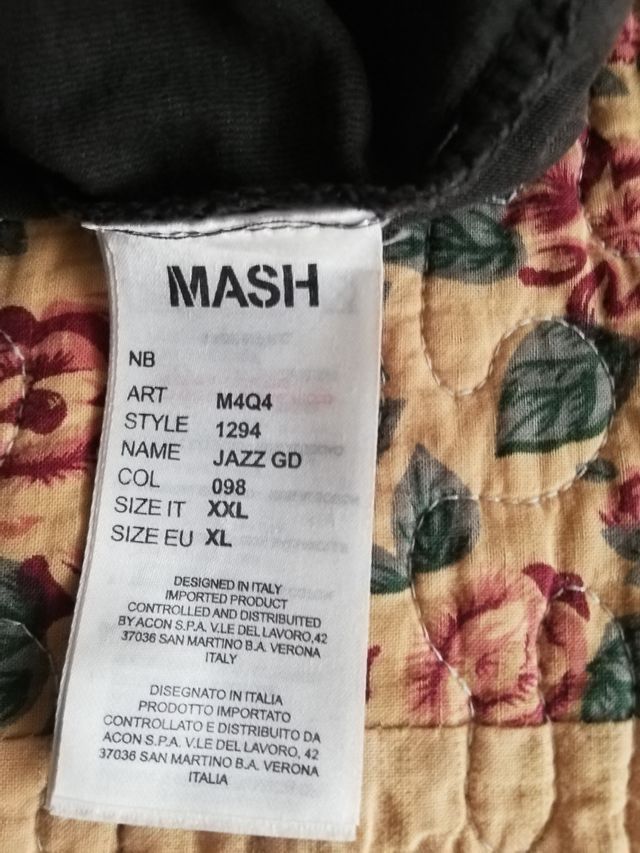 MASH
NB
ART M4Q4
STYLE 1294
NAME JAZZ GD
COL 098
SIZE IT XXL
SIZE EU XL
DESIGNED IN ITALY
IMPORTED PRODUCT
CONTROLLED AND DISTRIBUTED
BY ACON S.P.A. V.LE DEL LAVORO,42
37036 SAN MARTINO B.A. VERONA
ITALY
DISEGNATO IN ITALIA
PRODOTTO IMPORTATO
CONTROLLATO E DISTRIBUITO DA
ACON S.P.A. V.LE DEL LAVORO, 42
37036 SAN MARTINO B.A. VERONA
ITALIA